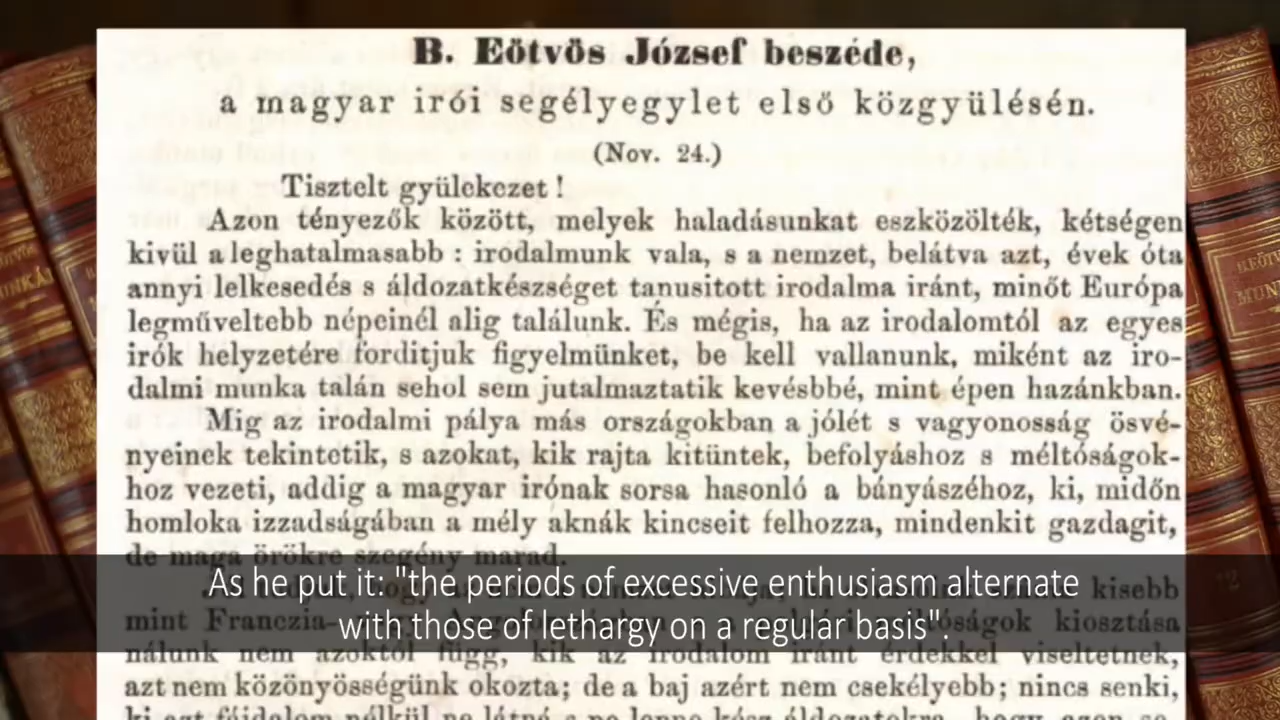 B. Eötvös József beszéde,
a magyar irói segélyegylet első közgyülésén.
(Nov. 24.)
Tisztelt gyülekezet !
Azon tényezők között, melyek haladásunkat eszközölték, kétségen
kivül a leghatalmasabb : irodalmunk vala, s a nemzet, belátva azt, évek óta
annyi lelkesedés s áldozatkészséget tanusitott irodalma iránt, minőt Európa
legműveltebb népeinél alig találunk. És mégis, ha az irodalomtól az egyes
irók helyzetére forditjuk figyelmünket, be kell vallanunk, miként az iro-
dalmi munka talán sehol sem jutalmaztatik kevésbbé, mint épen hazánkban.
Mig az irodalmi pálya más országokban a jólét s vagyonosság ösvé-
nyeinek tekintetik, s azokat, kik rajta kitüntek, befolyáshoz s méltóságok-
hoz vezeti, addig a magyar irónak sorsa hasonló a bányászéhoz, ki, midőn
homloka izzadságában a mély aknák kincseit felhozza, mindenkit gazdagit,
de maga örökre szegény marad.
As he put it: "the periods of excessive enthusiasm alternate
with those of lethargy on a regular basis".
kisebb
mint Franczia- kiosztása
nálunk nem azoktól függ, kik az irodalom iránt érdekkel viseltetnek,
azt nem közönyösségünk okozta; de a baj azért nem csekélyebb; nincs senki,